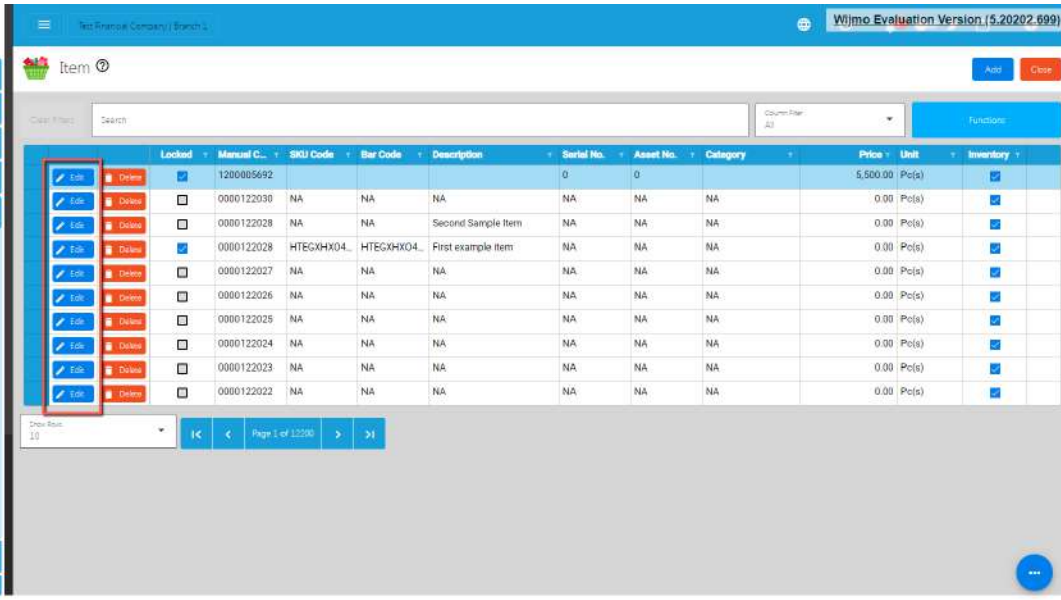 Test Financial Company | Branch 1
Wijmo Evaluation Version (5.20202.699)
Item
Add Close
Clear Filters Search Column Filter Functions
All
Locked Manual C... SKU Code Bar Code Description Serial No. Asset No. Category Price Unit Inventory
Edit Delete 1200005692 0 0 5,500.00 Pc(s)
Edit Delete 0000122030 NA NA NA NA NA NA 0.00 Pc(s)
Edit Delete 0000122028 NA NA Second Sample Item NA NA NA 0.00 Pc(s)
Edit Delete 0000122028 HTEGXHXO4... HTEGXHXO4... First example item NA NA NA 0.00 Pc(s)
Edit Delete 0000122027 NA NA NA NA NA NA 0.00 Pc(s)
Edit Delete 0000122026 NA NA NA NA NA NA 0.00 Pc(s)
Edit Delete 0000122025 NA NA NA NA NA NA 0.00 Pc(s)
Edit Delete 0000122024 NA NA NA NA NA NA 0.00 Pc(s)
Edit Delete 0000122023 NA NA NA NA NA NA 0.00 Pc(s)
Edit Delete 0000122022 NA NA NA NA NA NA 0.00 Pc(s)
Show Rows
10
Page 1 of 12200